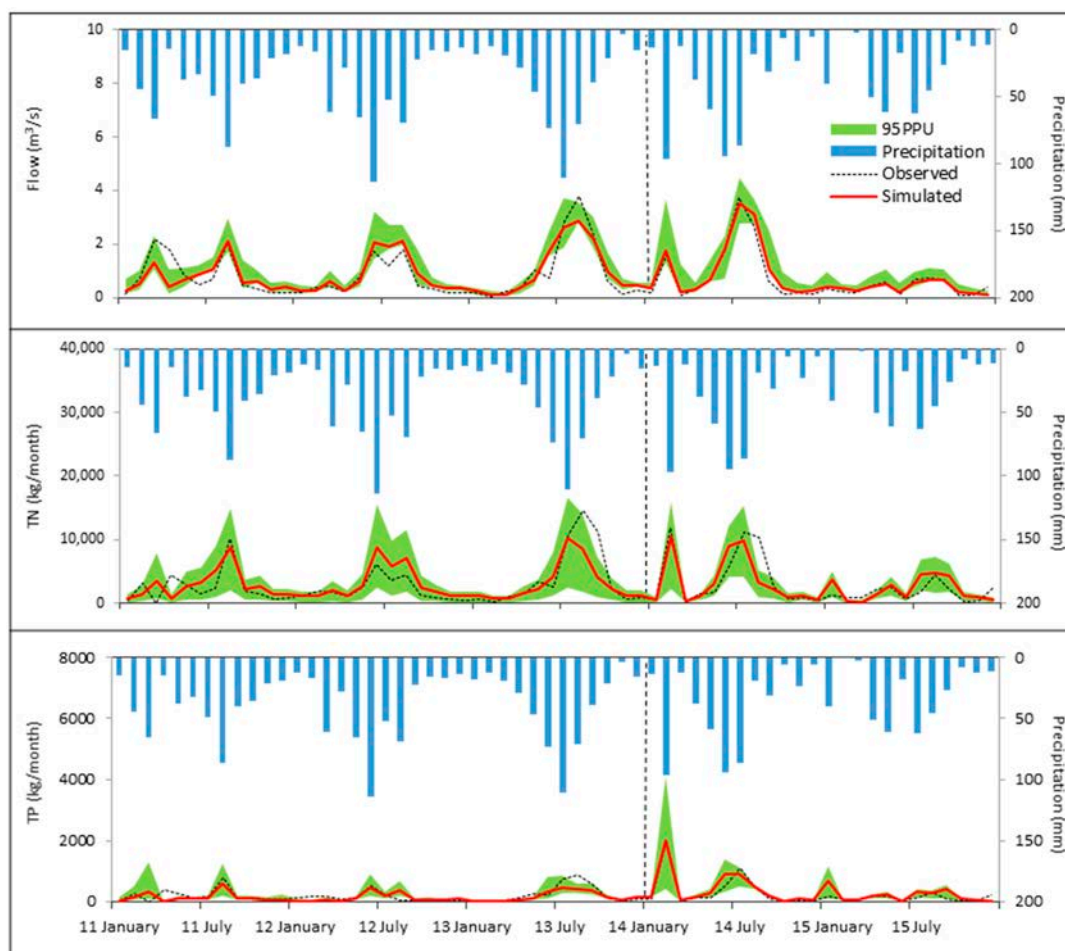 10
8
6
4
2
0
Flow (m³/s)
0
50
100
150
200
Precipitation (mm)
95PPU
Precipitation
Observed
Simulated
40,000
30,000
20,000
10,000
0
TN (kg/month)
0
50
100
150
200
Precipitation (mm)
8000
6000
4000
2000
0
TP (kg/month)
0
50
100
150
200
Precipitation (mm)
11 January 11 July 12 January 12 July 13 January 13 July 14 January 14 July 15 January 15 July